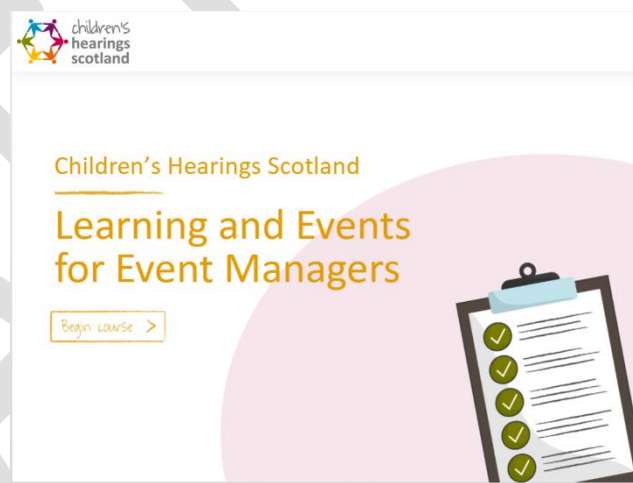 children's
hearings
scotland
Children's Hearings Scotland
Learning and Events
for Event Managers
Begin course >